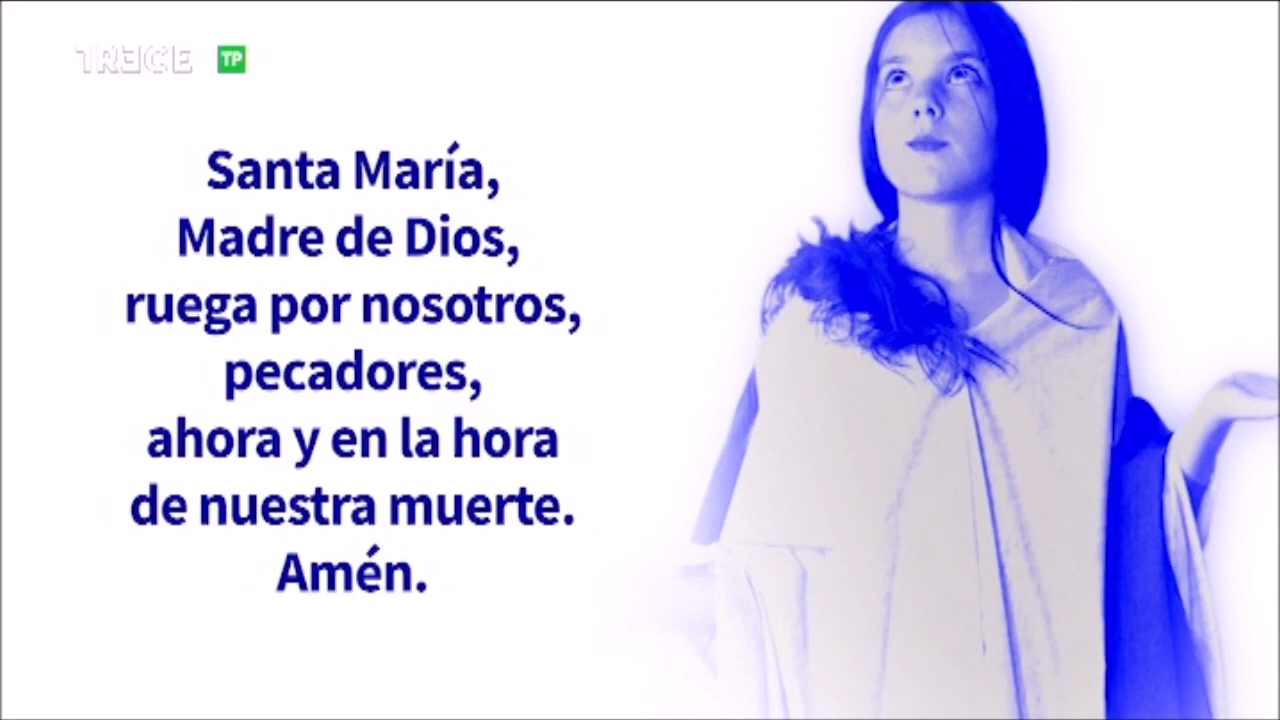 TRECE TP
Santa María,
Madre de Dios,
ruega por nosotros,
pecadores,
ahora y en la hora
de nuestra muerte.
Amén.